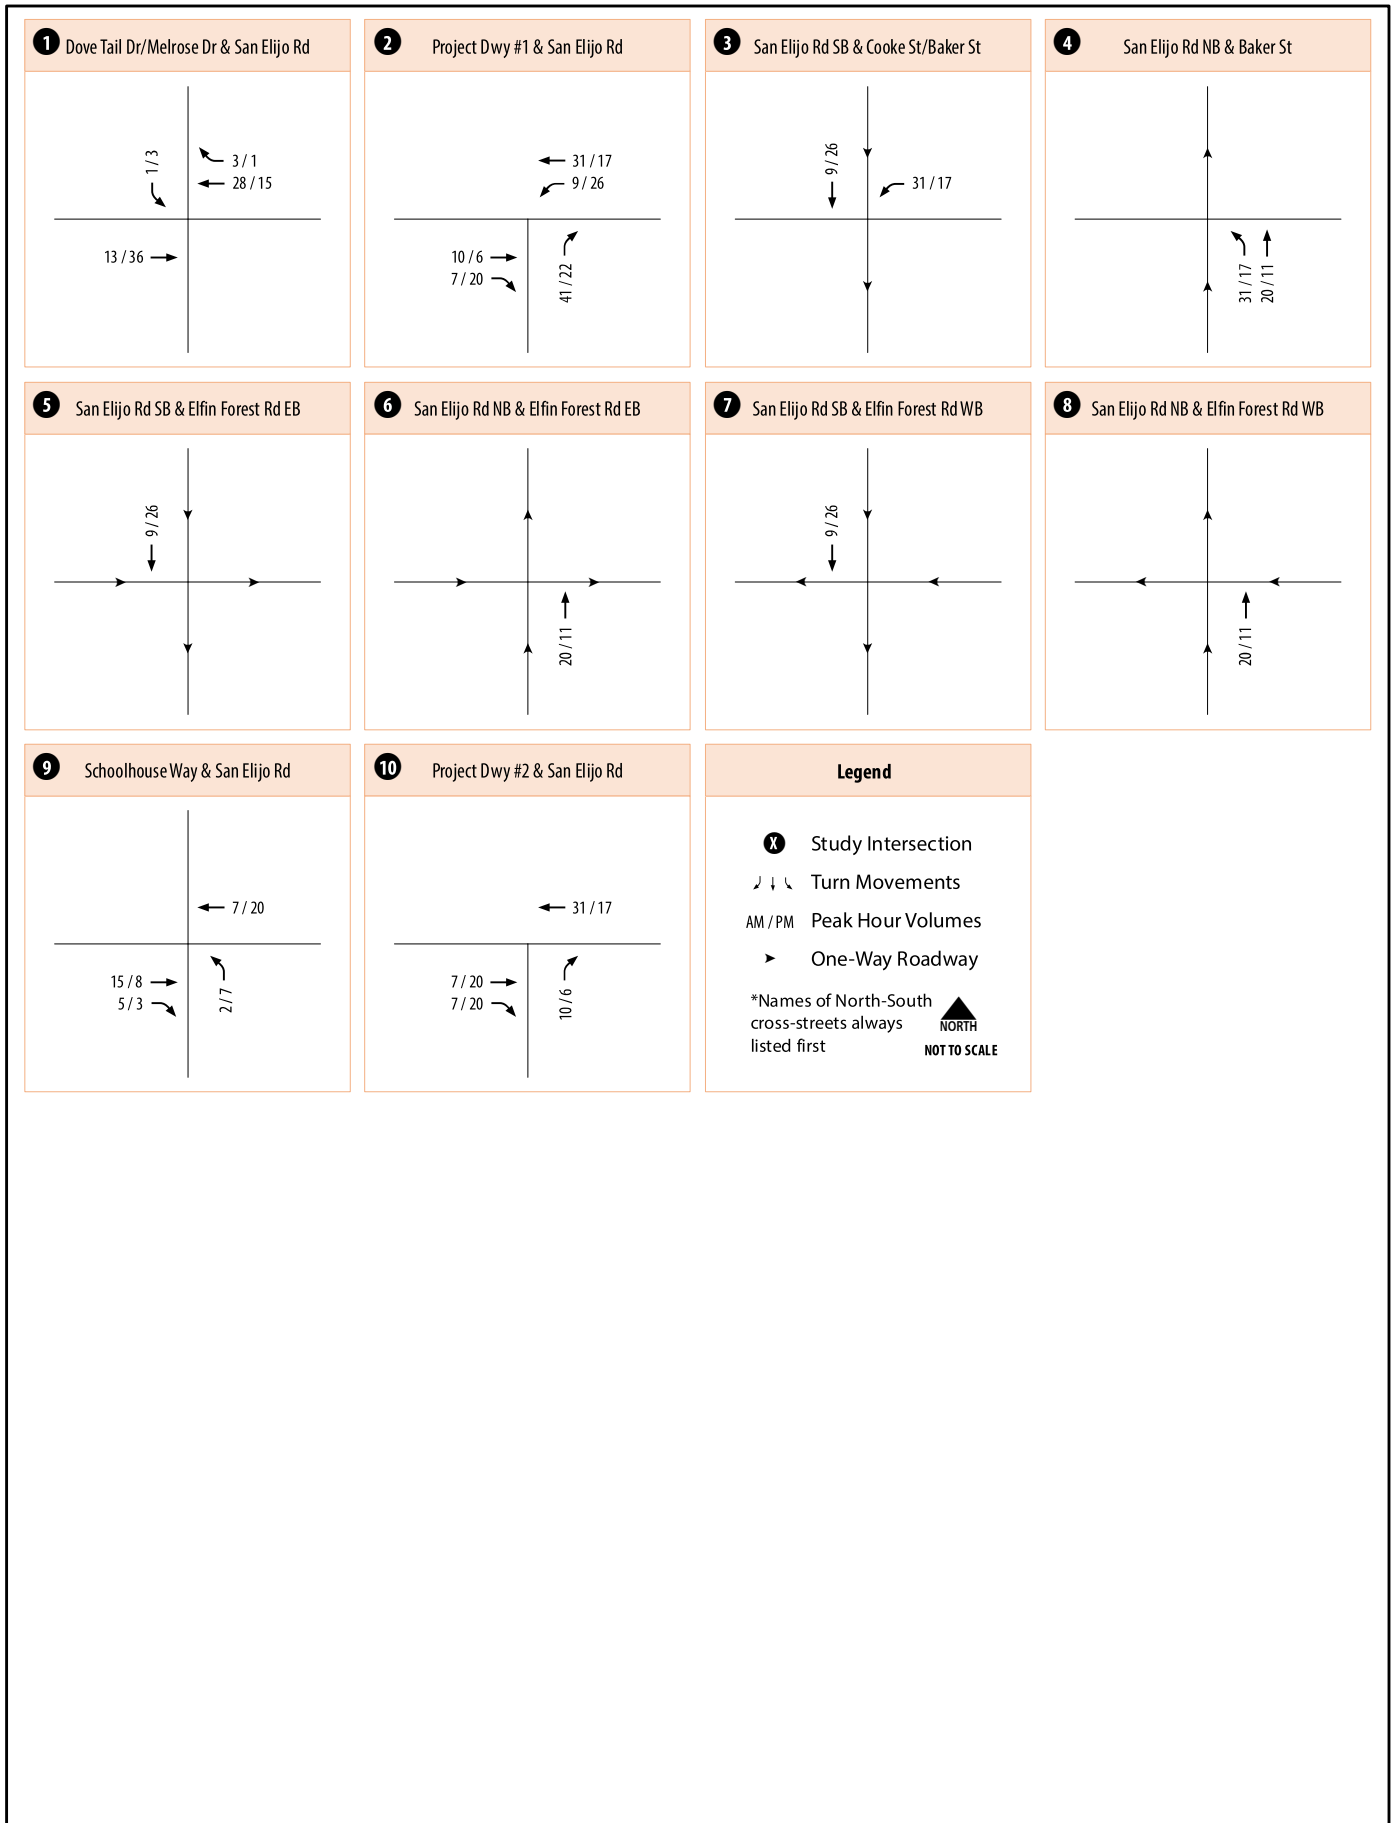 1 Dove Tail Dr/Melrose Dr & San Elijo Rd
1 / 3
3 / 1
28 / 15
13 / 36
2 Project Dwy #1 & San Elijo Rd
31 / 17
9 / 26
10 / 6
7 / 20
41 / 22
3 San Elijo Rd SB & Cooke St/Baker St
9 / 26
31 / 17
4 San Elijo Rd NB & Baker St
31 / 17
20 / 11
5 San Elijo Rd SB & Elfin Forest Rd EB
9 / 26
6 San Elijo Rd NB & Elfin Forest Rd EB
20 / 11
7 San Elijo Rd SB & Elfin Forest Rd WB
9 / 26
8 San Elijo Rd NB & Elfin Forest Rd WB
20 / 11
9 Schoolhouse Way & San Elijo Rd
7 / 20
15 / 8
5 / 3
2 / 7
10 Project Dwy #2 & San Elijo Rd
31 / 17
7 / 20
7 / 20
10 / 6
Legend
X Study Intersection
Turn Movements
AM / PM Peak Hour Volumes
One-Way Roadway
*Names of North-South
cross-streets always
listed first
NORTH
NOT TO SCALE